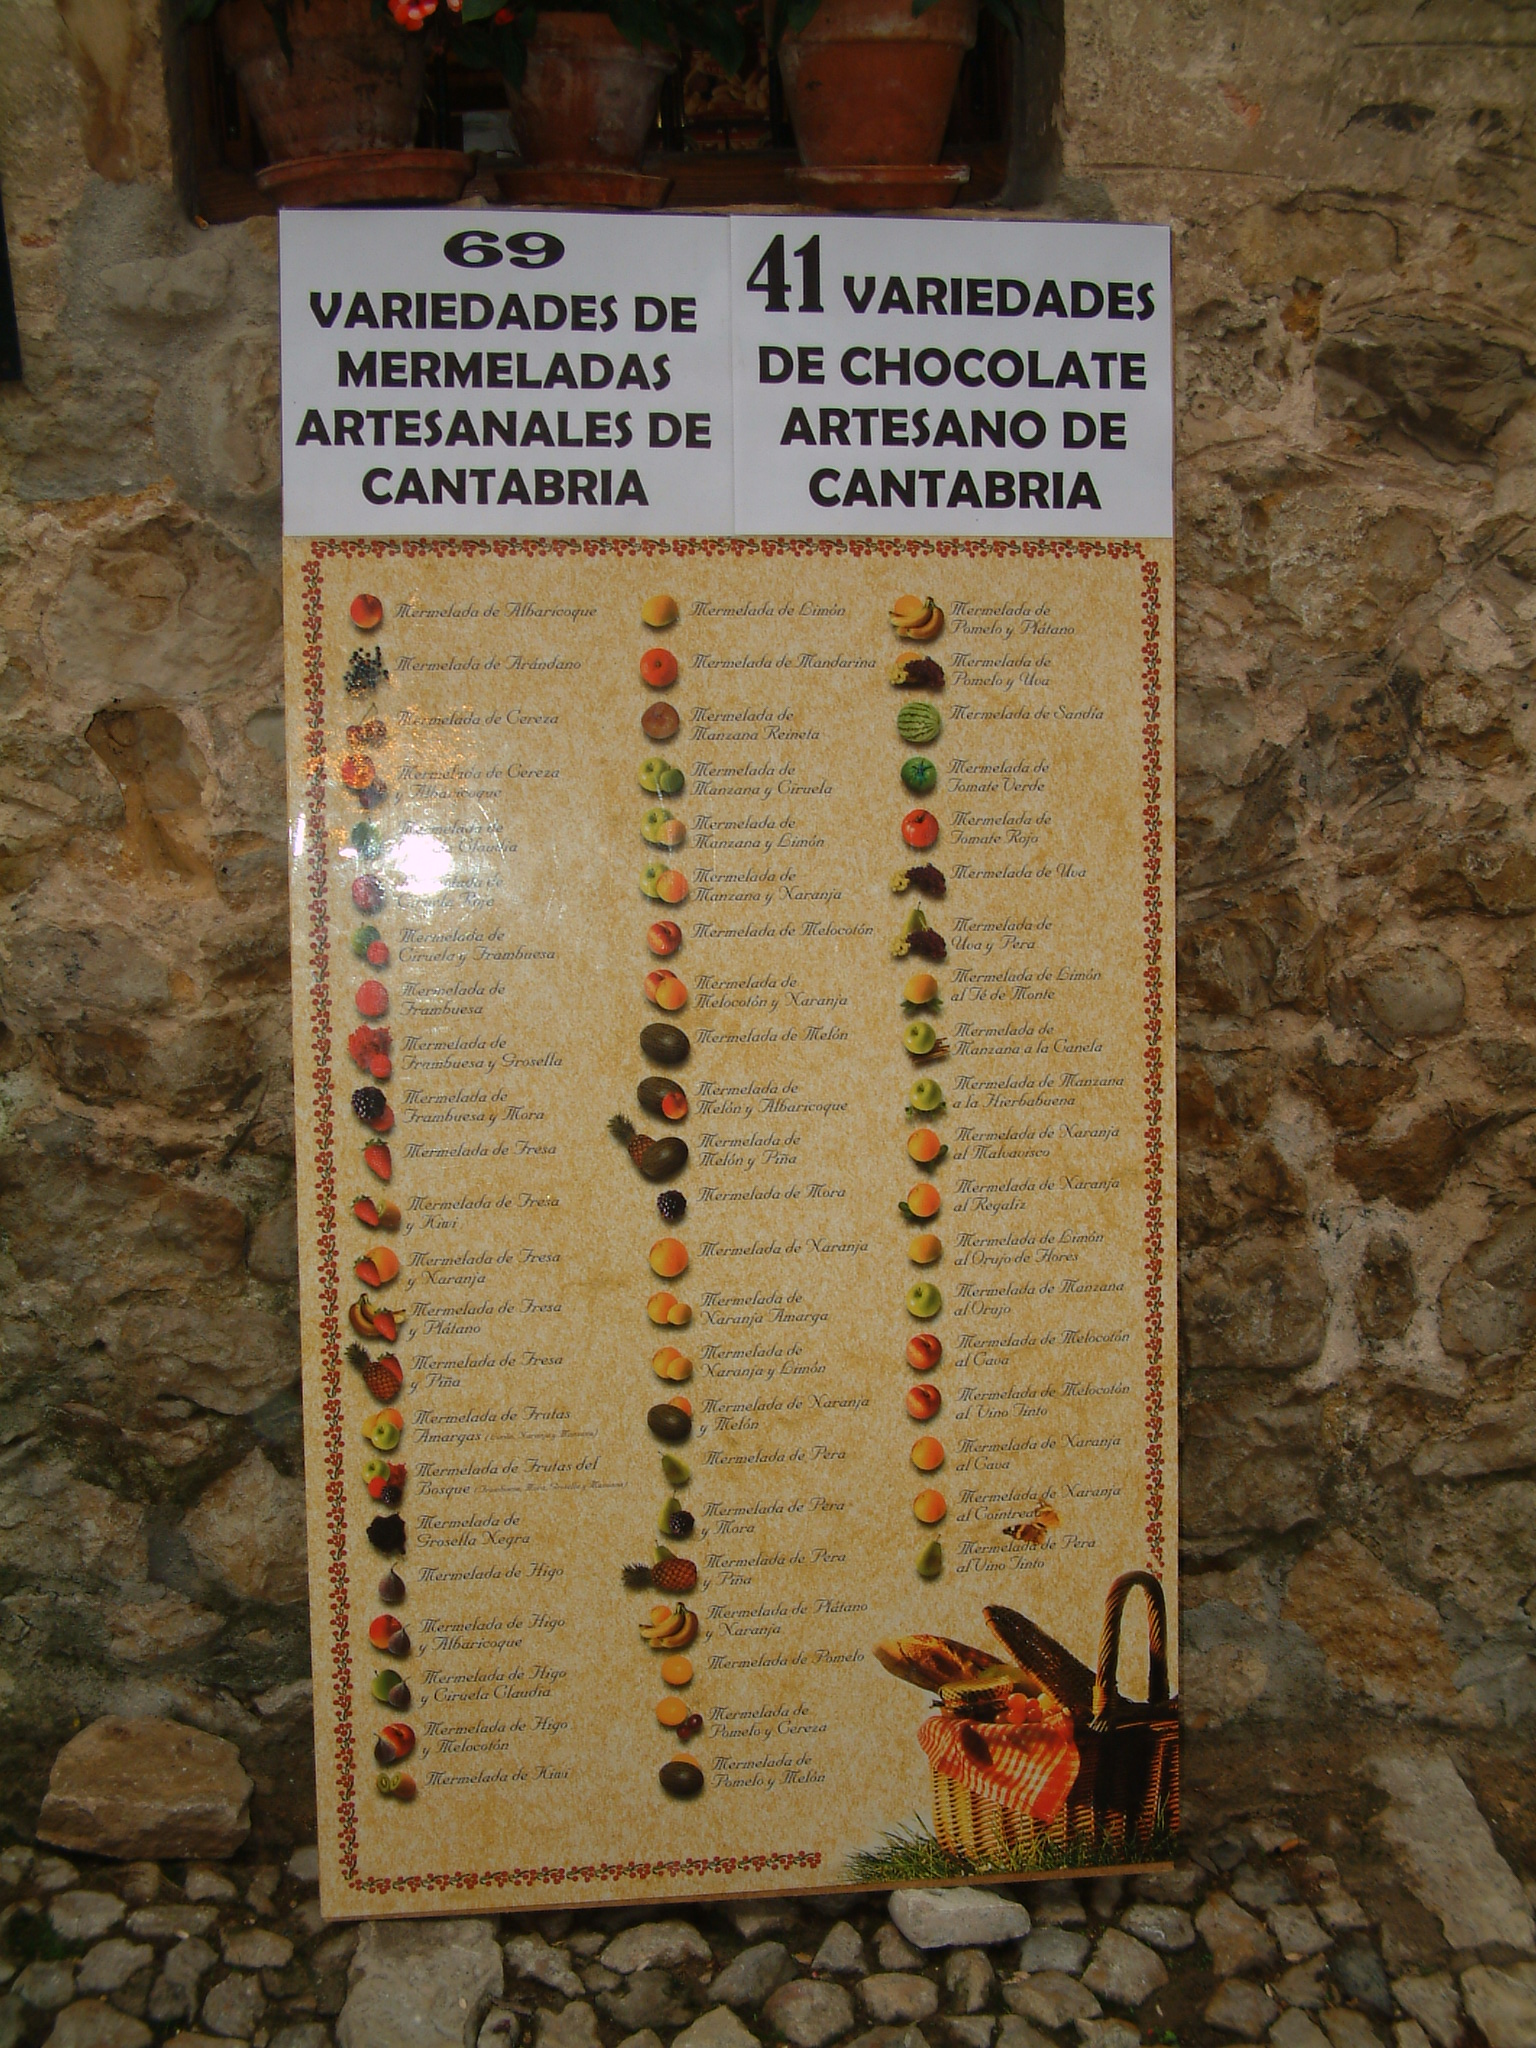 69
VARIEDADES DE
MERMELADAS
ARTESANALES DE
CANTABRIA
41 VARIEDADES
DE CHOCOLATE
ARTESANO DE
CANTABRIA
Mermelada de Albaricoque
Mermelada de Arándano
Mermelada de Cereza
Mermelada de Cereza
y Albaricoque
Mermelada de
Claudia
de
Ciruela Roja
Mermelada de
Ciruela y Frambuesa
Mermelada de
Frambuesa
Mermelada de
Frambuesa y Grosella
Mermelada de
Frambuesa y Mora
Mermelada de Fresa
Mermelada de Fresa
y Kiwi
Mermelada de Fresa
y Naranja
Mermelada de Fresa
y Plátano
Mermelada de Fresa
y Piña
Mermelada de Frutas
Amargas (Limón, Naranja y Manzana)
Mermelada de Frutas del
Bosque (Frambuesa, Mora, Grosella y Manzana)
Mermelada de
Grosella Negra
Mermelada de Higo
Mermelada de Higo
y Albaricoque
Mermelada de Higo
y Ciruela Claudia
Mermelada de Higo
y Melocotón
Mermelada de Kiwi
Mermelada de Limón
Mermelada de Mandarina
Mermelada de
Manzana Reineta
Mermelada de
Manzana y Ciruela
Mermelada de
Manzana y Limón
Mermelada de
Manzana y Naranja
Mermelada de Melocotón
Mermelada de
Melocotón y Naranja
Mermelada de Melón
Mermelada de
Melón y Albaricoque
Mermelada de
Melón y Piña
Mermelada de Mora
Mermelada de Naranja
Mermelada de
Naranja Amarga
Mermelada de
Naranja y Limón
Mermelada de Naranja
y Melón
Mermelada de Pera
Mermelada de Pera
y Mora
Mermelada de Pera
y Piña
Mermelada de Plátano
y Naranja
Mermelada de Pomelo
Mermelada de
Pomelo y Cereza
Mermelada de
Pomelo y Melón
Mermelada de
Pomelo y Plátano
Mermelada de
Pomelo y Uva
Mermelada de Sandía
Mermelada de
Tomate Verde
Mermelada de
Tomate Rojo
Mermelada de Uva
Mermelada de
Uva y Pera
Mermelada de Limón
al Té de Monte
Mermelada de
Manzana a la Canela
Mermelada de Manzana
a la Hierbabuena
Mermelada de Naranja
al Malvavisco
Mermelada de Naranja
al Regaliz
Mermelada de Limón
al Orujo de Flores
Mermelada de Manzana
al Orujo
Mermelada de Melocotón
al Cava
Mermelada de Melocotón
al Vino Tinto
Mermelada de Naranja
al Cava
Mermelada de Naranja
al Cointreau
Mermelada de Pera
al Vino Tinto